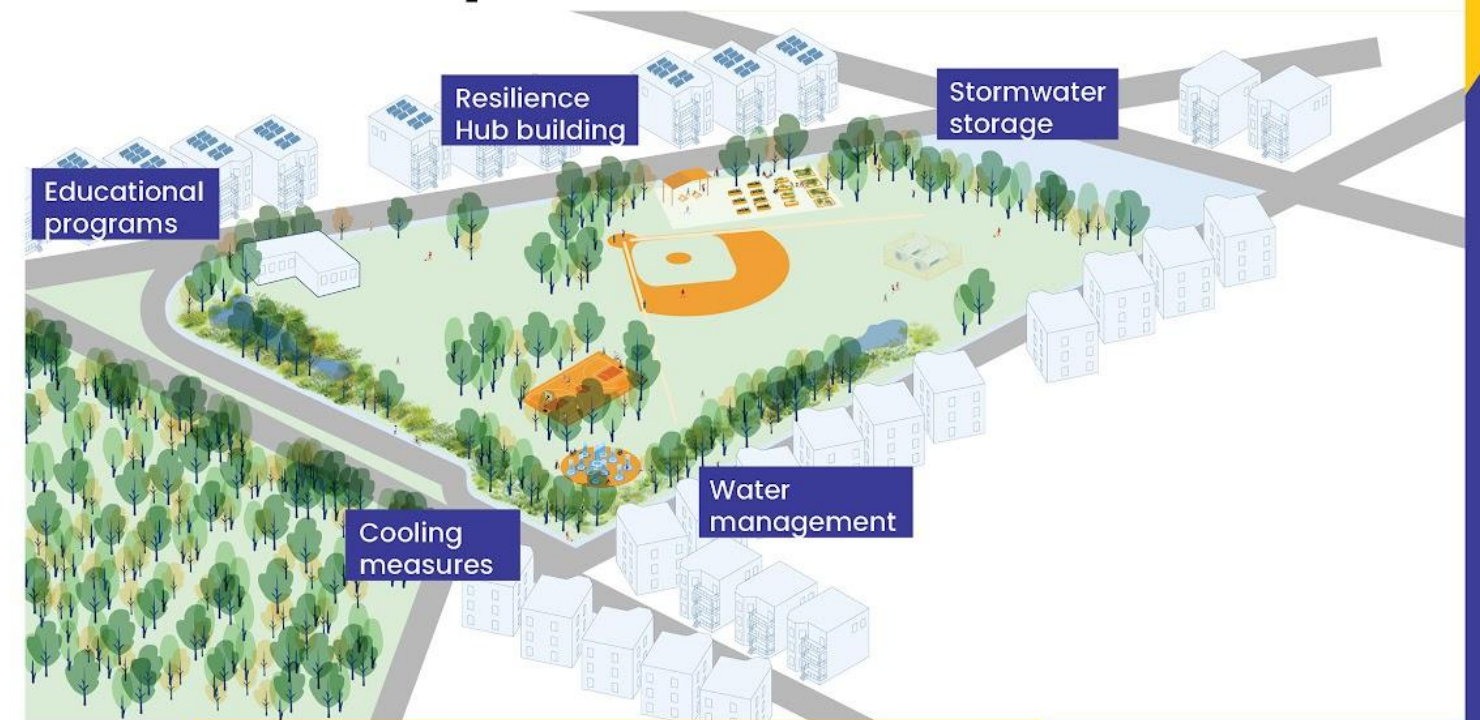 Resilience
Hub building
Stormwater
storage
Educational
programs
Water
management
Cooling
measures